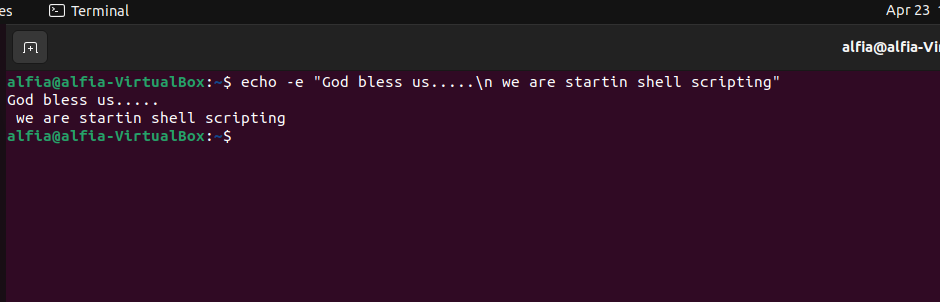 es Terminal Apr 23
alfia@alfia-Vi
alfia@alfia-VirtualBox:~$ echo -e "God bless us.....\n we are startin shell scripting"
God bless us.....
 we are startin shell scripting
alfia@alfia-VirtualBox:~$